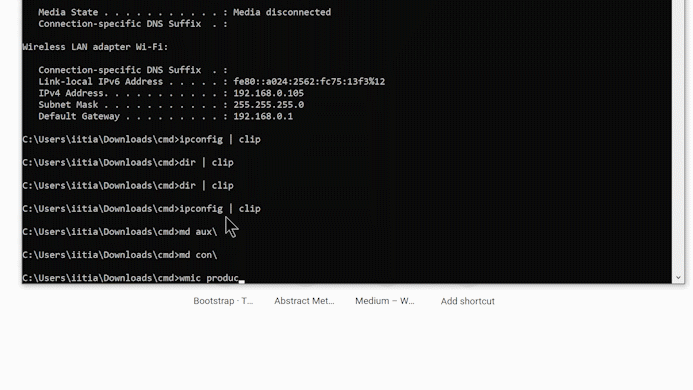 Media State . . . . . . . . . . . : Media disconnected
Connection-specific DNS Suffix  . :
Wireless LAN adapter Wi-Fi:
Connection-specific DNS Suffix  . :
Link-local IPv6 Address . . . . . : fe80::a024:2562:fc75:13f3%12
IPv4 Address. . . . . . . . . . . : 192.168.0.105
Subnet Mask . . . . . . . . . . . : 255.255.255.0
Default Gateway . . . . . . . . . : 192.168.0.1
C:\Users\iitia\Downloads\cmd>ipconfig | clip
C:\Users\iitia\Downloads\cmd>dir | clip
C:\Users\iitia\Downloads\cmd>dir | clip
C:\Users\iitia\Downloads\cmd>ipconfig | clip
C:\Users\iitia\Downloads\cmd>md aux\
C:\Users\iitia\Downloads\cmd>md con\
C:\Users\iitia\Downloads\cmd>wmic produc
Bootstrap · T... Abstract Met... Medium – W... Add shortcut